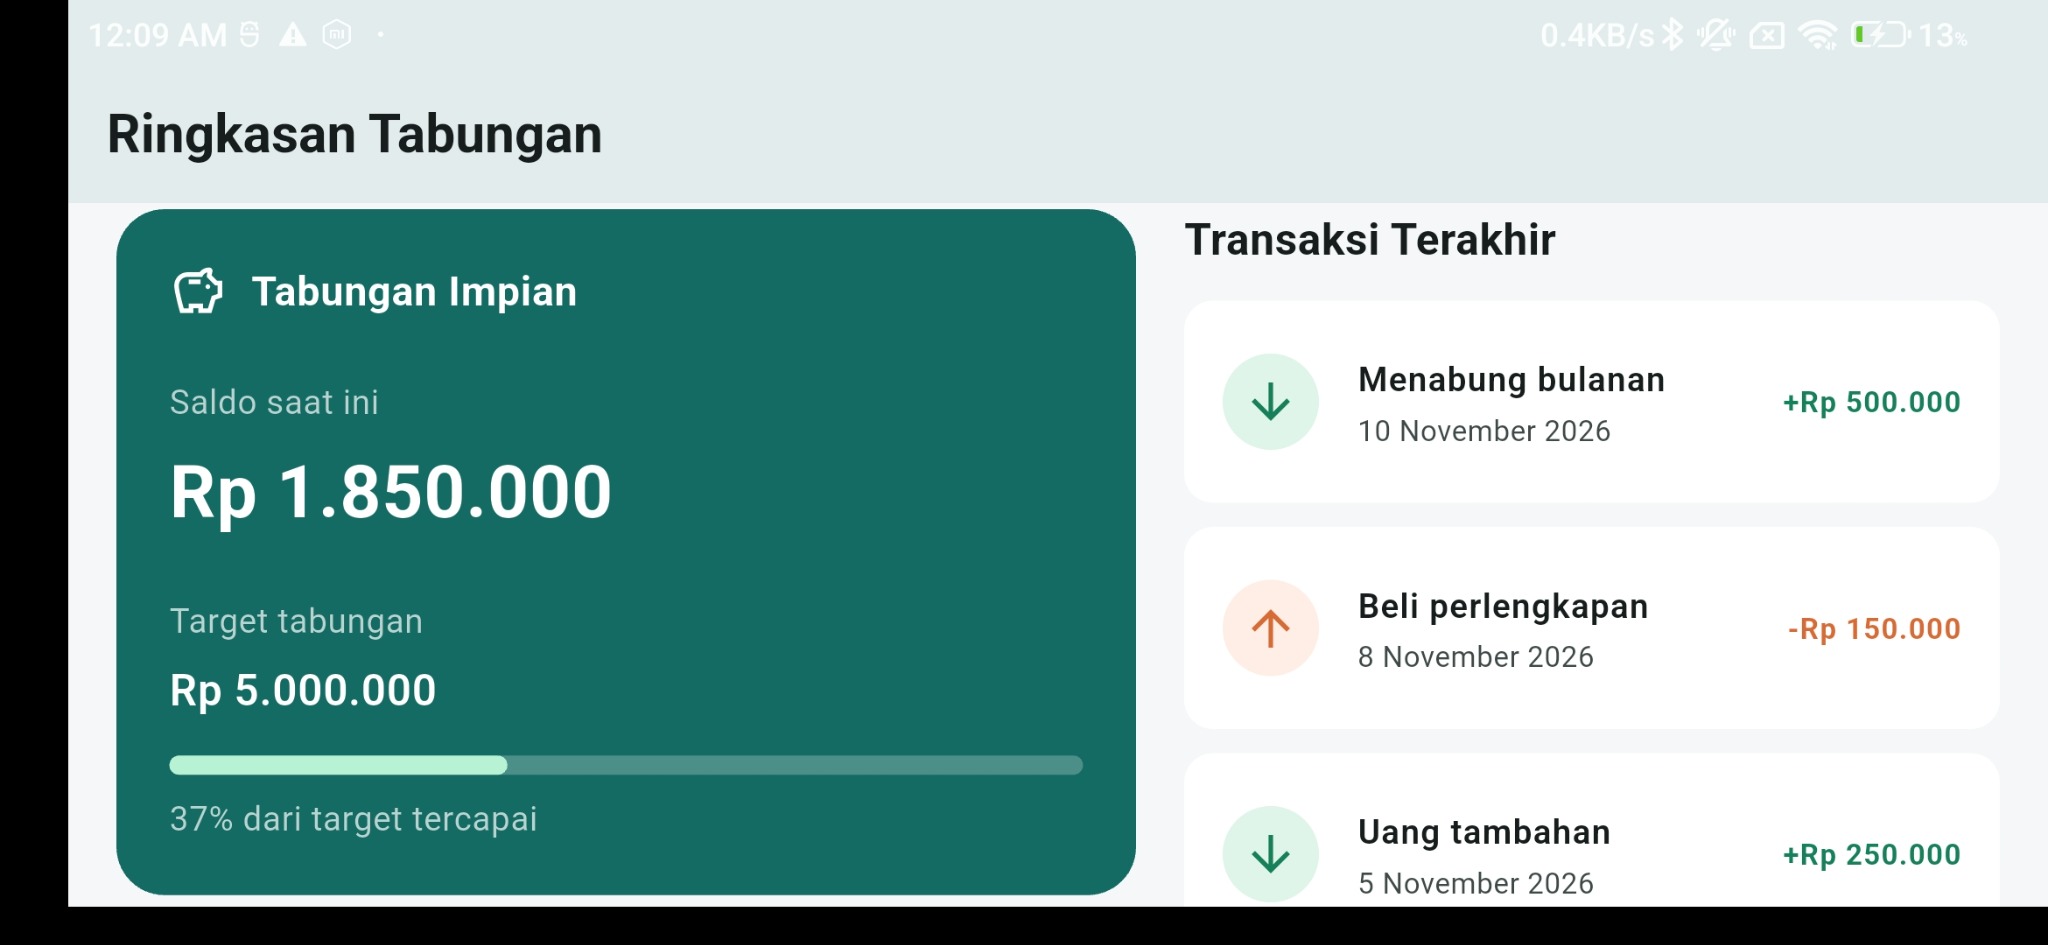 12:09 AM
0.4KB/s
13%
Ringkasan Tabungan
Tabungan Impian
Saldo saat ini
Rp 1.850.000
Target tabungan
Rp 5.000.000
37% dari target tercapai
Transaksi Terakhir
Menabung bulanan
10 November 2026
+Rp 500.000
Beli perlengkapan
8 November 2026
-Rp 150.000
Uang tambahan
5 November 2026
+Rp 250.000